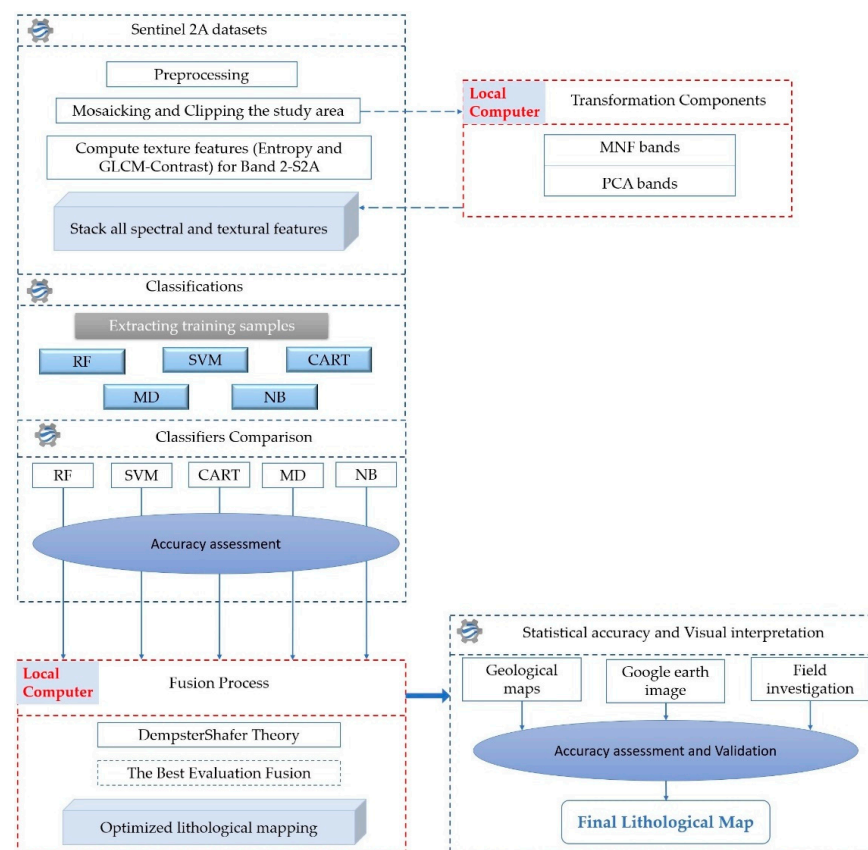 Sentinel 2A datasets
Preprocessing
Mosaicking and Clipping the study area
Compute texture features (Entropy and
GLCM-Contrast) for Band 2-S2A
Stack all spectral and textural features
Local
Computer
Transformation Components
MNF bands
PCA bands
Classifications
Extracting training samples
RF
SVM
CART
MD
NB
Classifiers Comparison
RF
SVM
CART
MD
NB
Accuracy assessment
Local
Computer
Fusion Process
DempsterShafer Theory
The Best Evaluation Fusion
Optimized lithological mapping
Statistical accuracy and Visual interpretation
Geological
maps
Google earth
image
Field
investigation
Accuracy assessment and Validation
Final Lithological Map